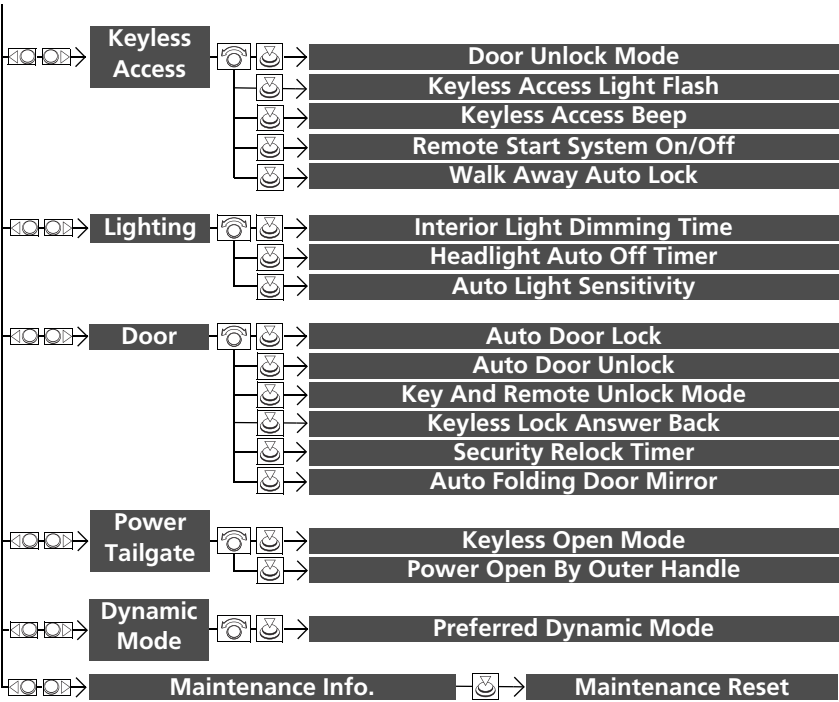 Keyless
Access
Door Unlock Mode
Keyless Access Light Flash
Keyless Access Beep
Remote Start System On/Off
Walk Away Auto Lock
Lighting
Interior Light Dimming Time
Headlight Auto Off Timer
Auto Light Sensitivity
Door
Auto Door Lock
Auto Door Unlock
Key And Remote Unlock Mode
Keyless Lock Answer Back
Security Relock Timer
Auto Folding Door Mirror
Power
Tailgate
Keyless Open Mode
Power Open By Outer Handle
Dynamic
Mode
Preferred Dynamic Mode
Maintenance Info.
Maintenance Reset